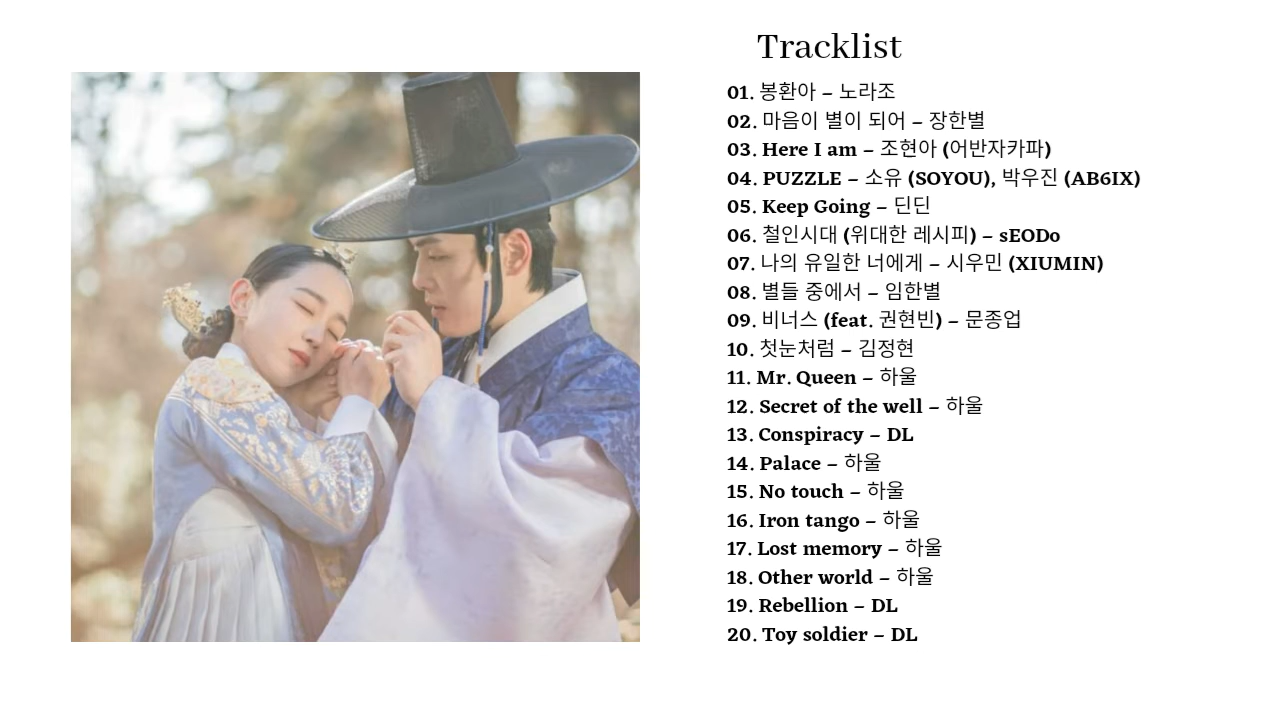 Tracklist
01. 봉환아 – 노라조
02. 마음이 별이 되어 – 장한별
03. Here I am – 조현아 (어반자카파)
04. PUZZLE – 소유 (SOYOU), 박우진 (AB6IX)
05. Keep Going – 딘딘
06. 철인시대 (위대한 레시피) – sEODo
07. 나의 유일한 너에게 – 시우민 (XIUMIN)
08. 별들 중에서 – 임한별
09. 비너스 (feat. 권현빈) – 문종업
10. 첫눈처럼 – 김정현
11. Mr. Queen – 하울
12. Secret of the well – 하울
13. Conspiracy – DL
14. Palace – 하울
15. No touch – 하울
16. Iron tango – 하울
17. Lost memory – 하울
18. Other world – 하울
19. Rebellion – DL
20. Toy soldier – DL